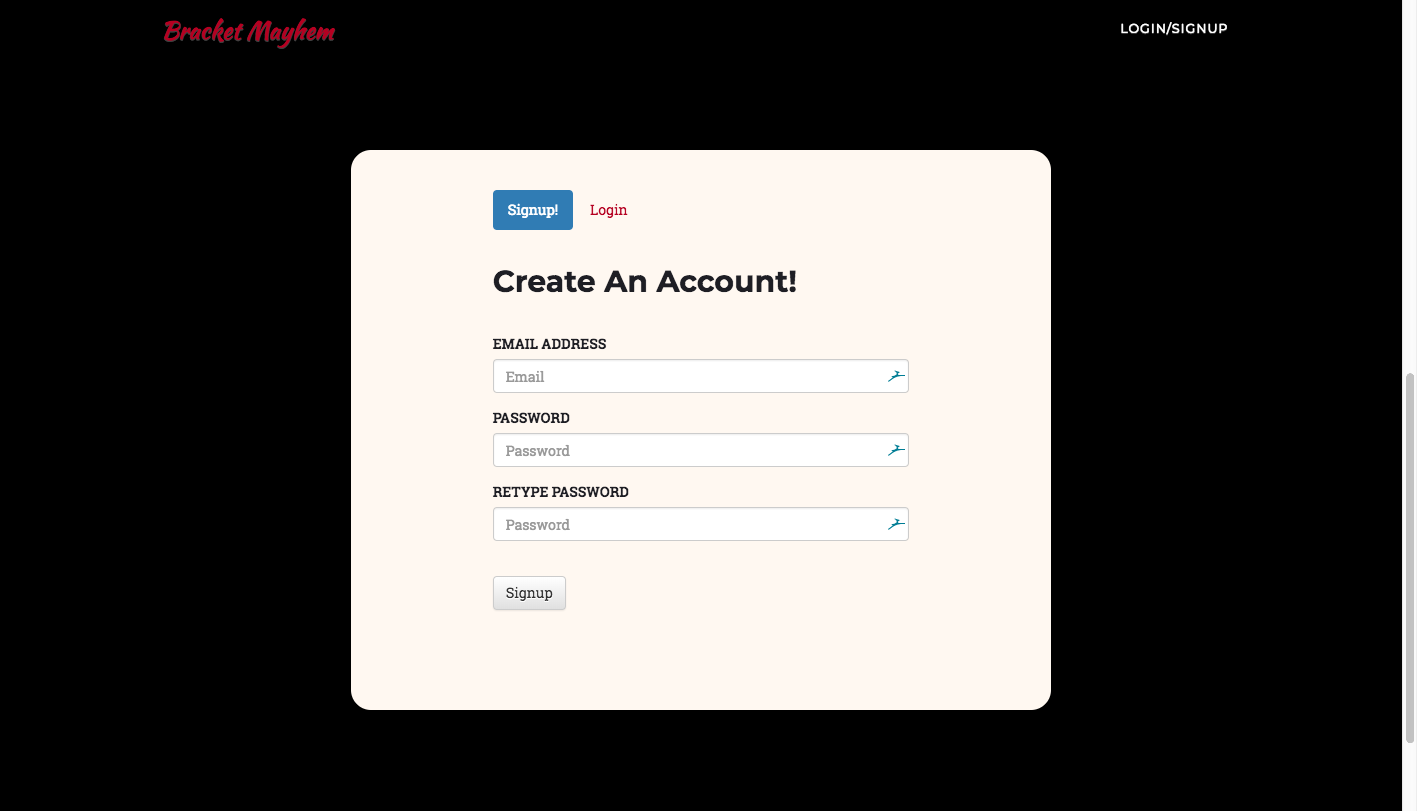 Bracket Mayhem
LOGIN/SIGNUP
Signup!
Login
Create An Account!
EMAIL ADDRESS
Email
PASSWORD
Password
RETYPE PASSWORD
Password
Signup